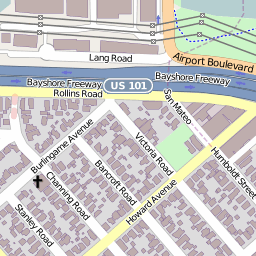 Lang Road
Airport Boulevard
Bayshore Freeway
US 101
Bayshore Freeway
Rollins Road
San Mateo
Burlingame Avenue
Victoria Road
Humboldt Street
Bancroft Road
Channing Road
Howard Avenue
Stanley Road